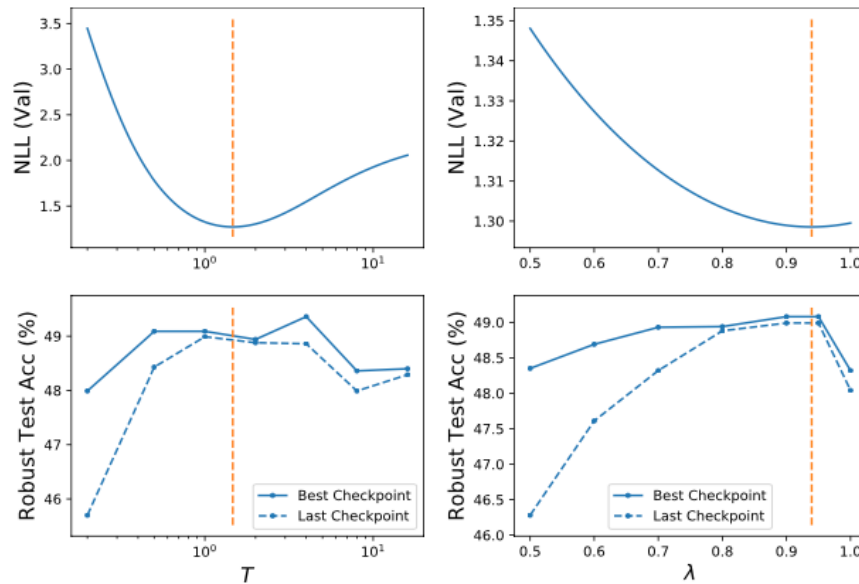 NLL (Val)
3.5
3.0
2.5
2.0
1.5
10⁰
10¹
NLL (Val)
1.35
1.34
1.33
1.32
1.31
1.30
0.5 0.6 0.7 0.8 0.9 1.0
Robust Test Acc (%)
49
48
47
46
Best Checkpoint
Last Checkpoint
10⁰
10¹
T
Robust Test Acc (%)
49.0
48.5
48.0
47.5
47.0
46.5
46.0
Best Checkpoint
Last Checkpoint
0.5 0.6 0.7 0.8 0.9 1.0
λ